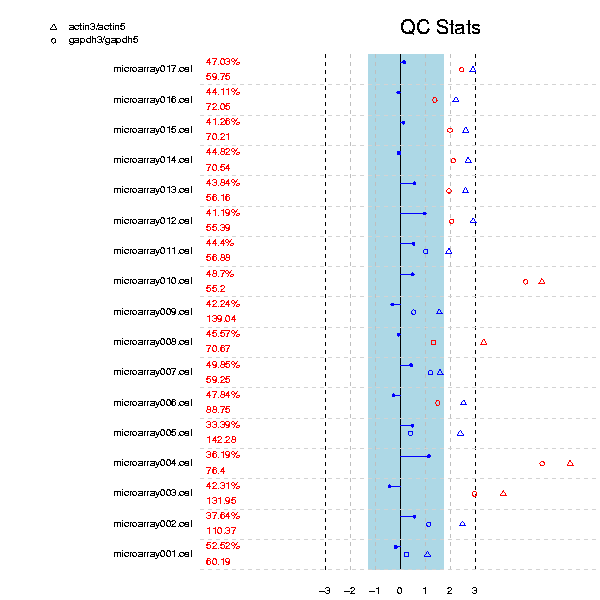 QC Stats
actin3/actin5
gapdh3/gapdh5
microarray017.cel 47.03%
59.75
microarray016.cel 44.11%
72.05
microarray015.cel 41.26%
70.21
microarray014.cel 44.82%
70.54
microarray013.cel 43.84%
56.16
microarray012.cel 41.19%
55.39
microarray011.cel 44.4%
56.88
microarray010.cel 48.7%
55.2
microarray009.cel 42.24%
139.04
microarray008.cel 45.57%
70.67
microarray007.cel 49.85%
59.25
microarray006.cel 47.84%
88.75
microarray005.cel 33.39%
142.28
microarray004.cel 36.19%
76.4
microarray003.cel 42.31%
131.95
microarray002.cel 37.64%
110.37
microarray001.cel 52.52%
60.19
−3 −2 −1 0 1 2 3